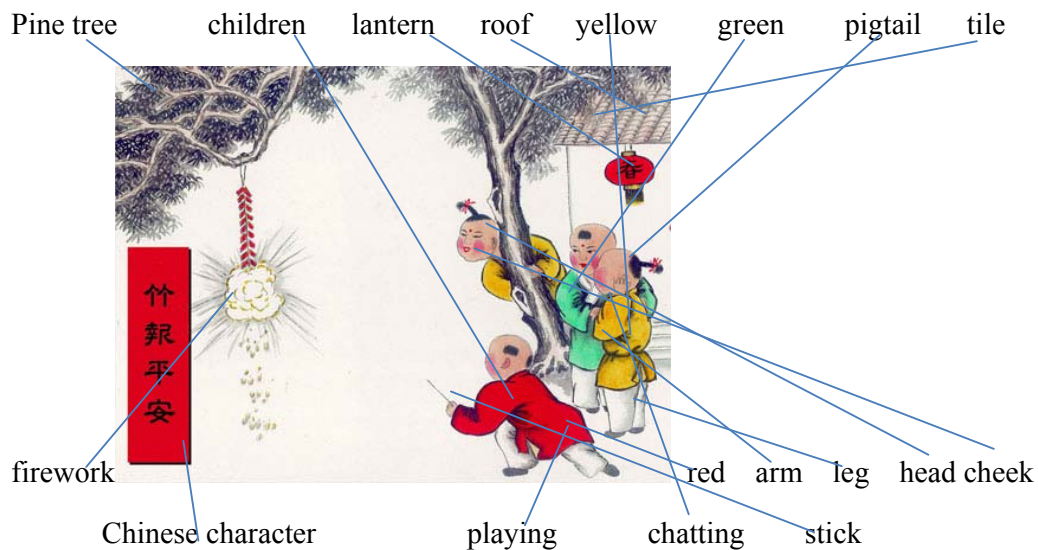 Pine tree children lantern roof yellow green pigtail tile
春
竹報平安
firework red arm leg head cheek
Chinese character playing chatting stick